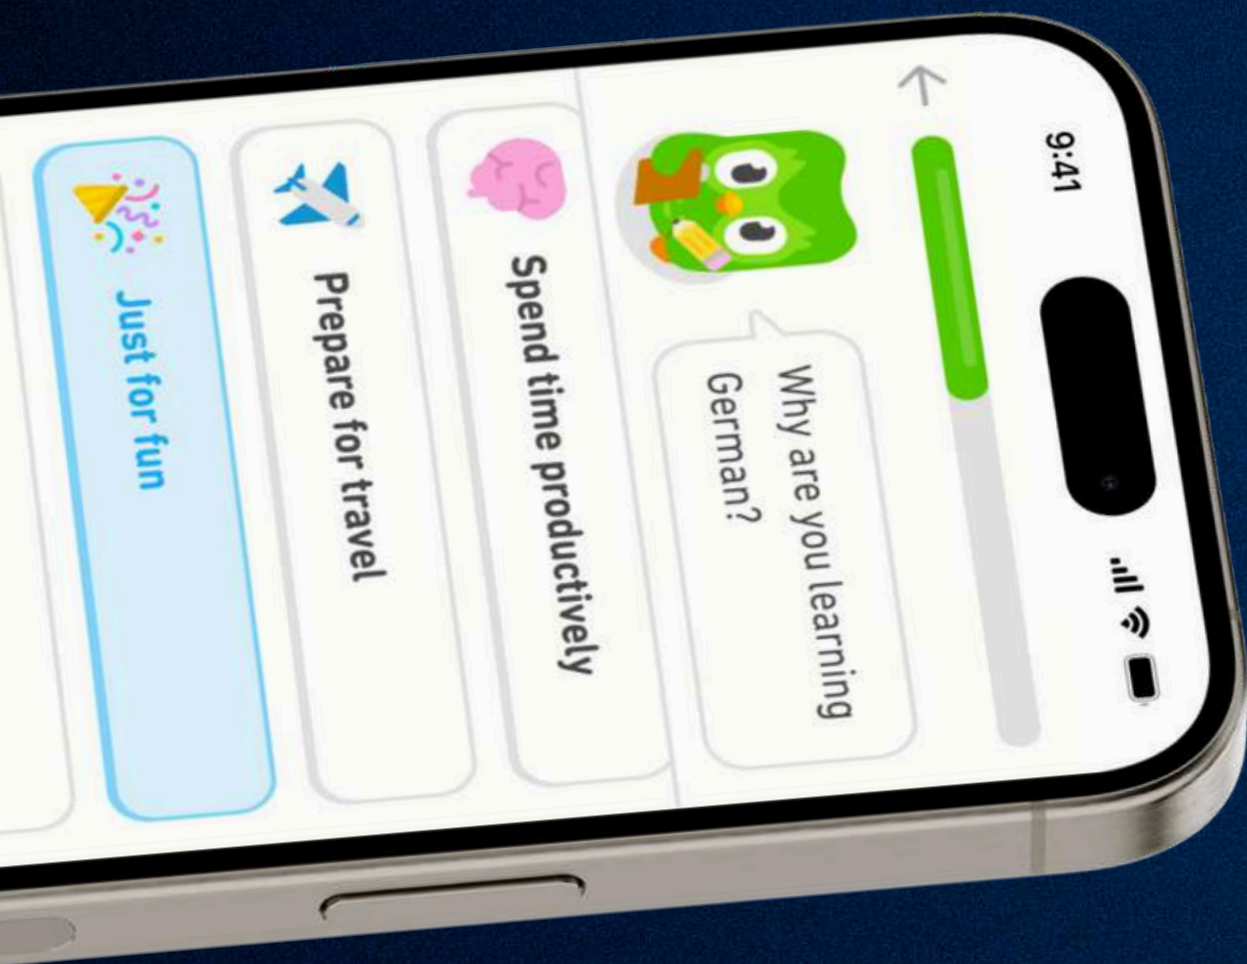 9:41
Why are you learning
German?
Spend time productively
Prepare for travel
Just for fun